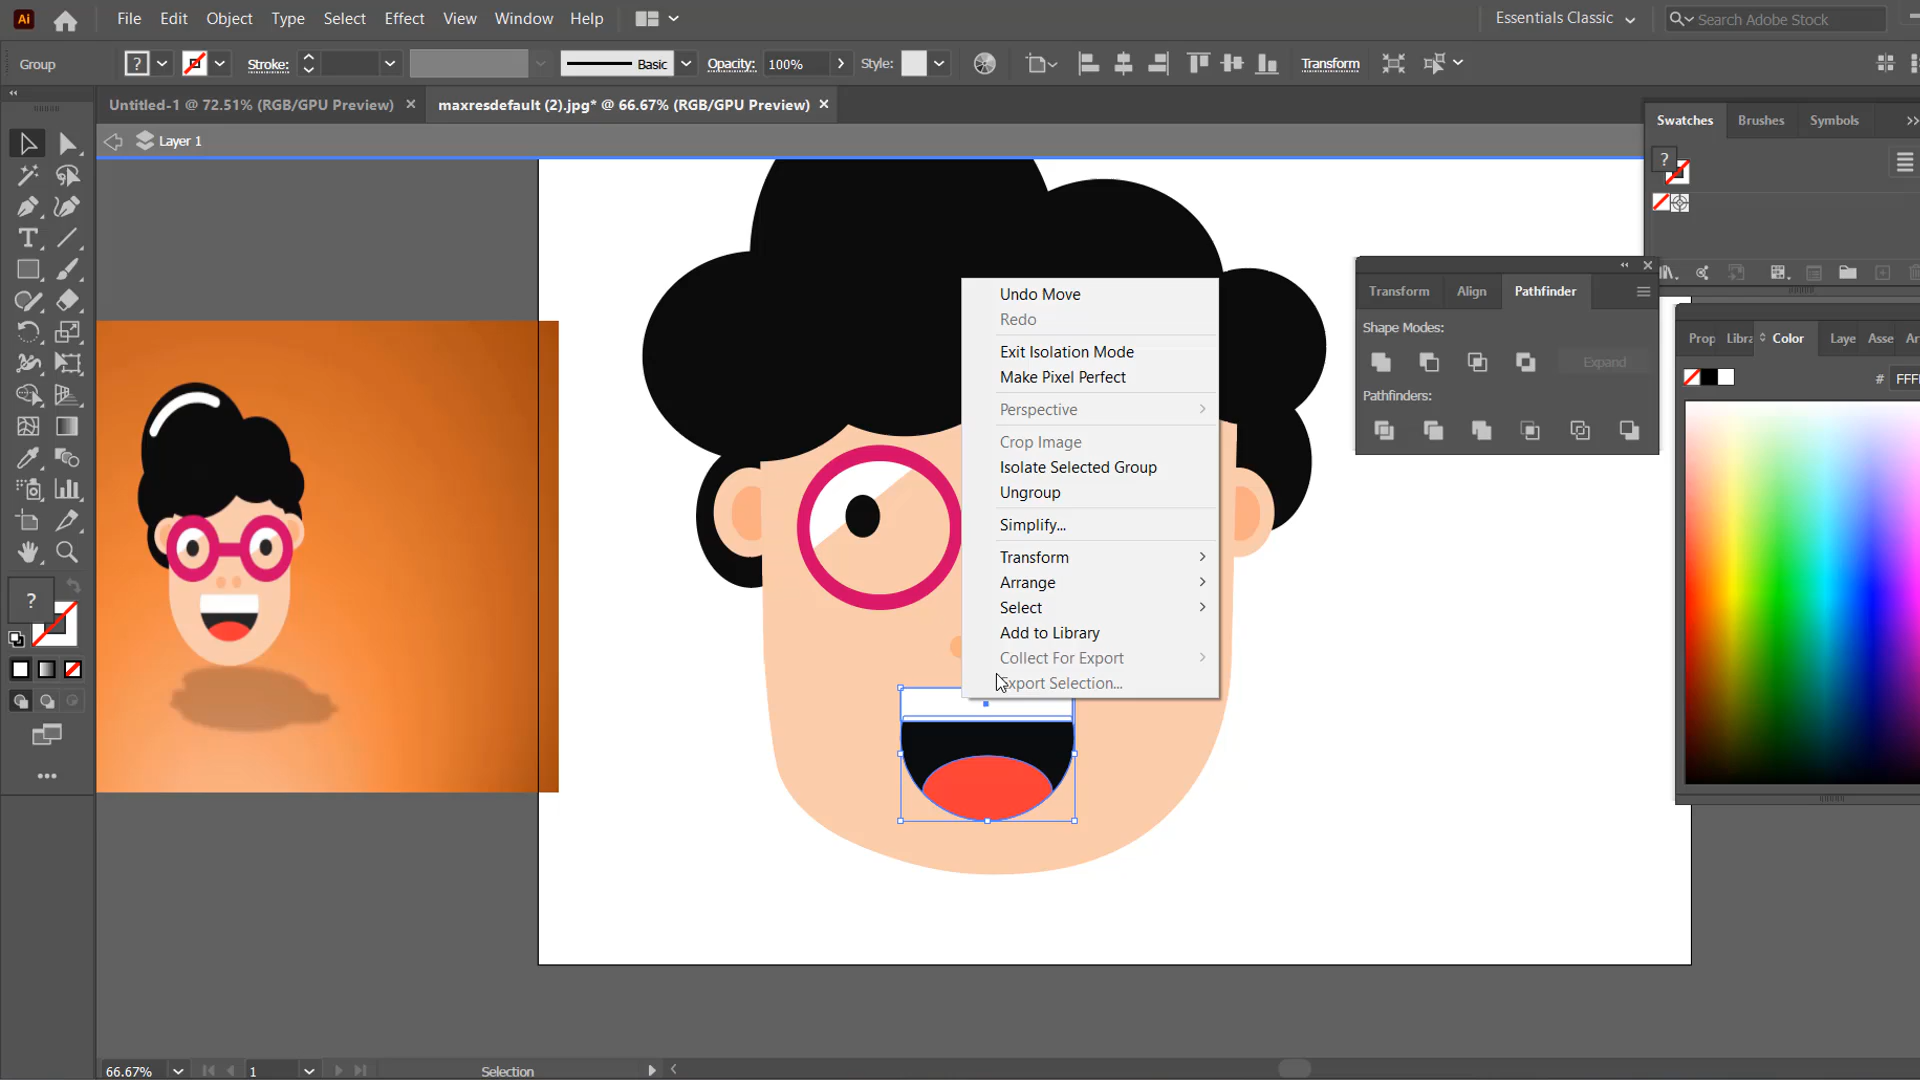 Ai File Edit Object Type Select Effect View Window Help Essentials Classic Search Adobe Stock
Group ? Stroke: Basic Opacity: 100% Style: Transform
Untitled-1 @ 72.51% (RGB/GPU Preview) × maxresdefault (2).jpg* @ 66.67% (RGB/GPU Preview) ×
Swatches Brushes Symbols
Layer 1
?
Undo Move
Redo
Exit Isolation Mode
Make Pixel Perfect
Perspective
Crop Image
Isolate Selected Group
Ungroup
Simplify...
Transform
Arrange
Select
Add to Library
Collect For Export
Export Selection...
Transform Align Pathfinder
Shape Modes:
Expand
Pathfinders:
Prop Libra Color Laye Asse Ar
# FFFF
?
66.67% 1 Selection